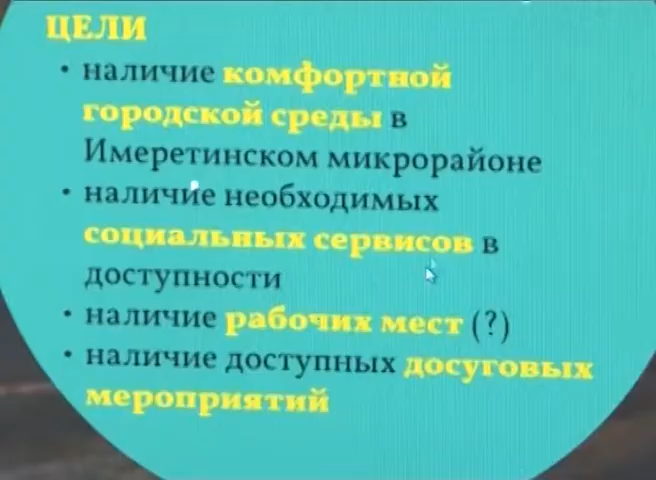 ЦЕЛИ
• наличие комфортной
городской среды в
Имеретинском микрорайоне
• наличие необходимых
социальных сервисов в
доступности
• наличие рабочих мест (?)
• наличие доступных досуговых
мероприятий